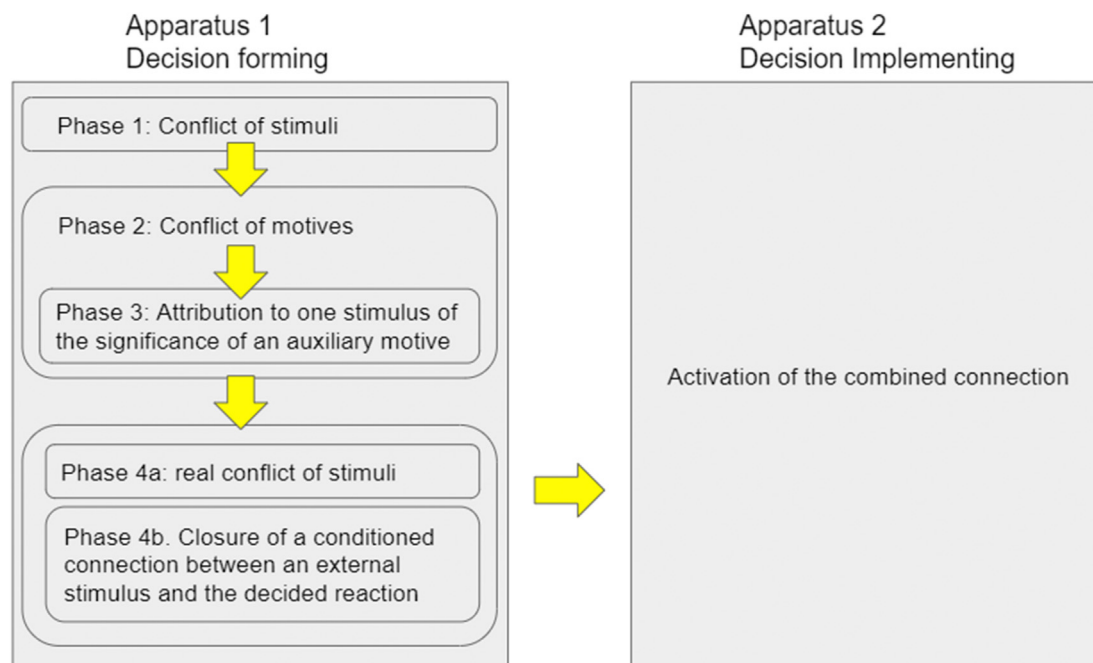 Apparatus 1
Decision forming
Phase 1: Conflict of stimuli
Phase 2: Conflict of motives
Phase 3: Attribution to one stimulus of
the significance of an auxiliary motive
Phase 4a: real conflict of stimuli
Phase 4b. Closure of a conditioned
connection between an external
stimulus and the decided reaction
Apparatus 2
Decision Implementing
Activation of the combined connection